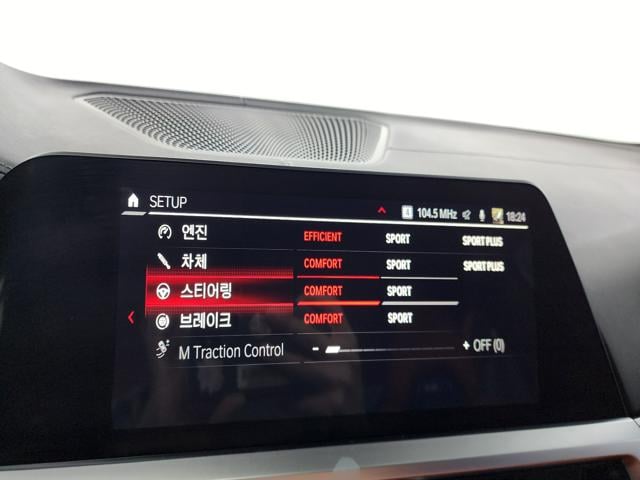 SETUP 104.5 MHz 18:24
엔진 EFFICIENT SPORT SPORT PLUS
차체 COMFORT SPORT SPORT PLUS
스티어링 COMFORT SPORT
브레이크 COMFORT SPORT
M Traction Control - + OFF (0)